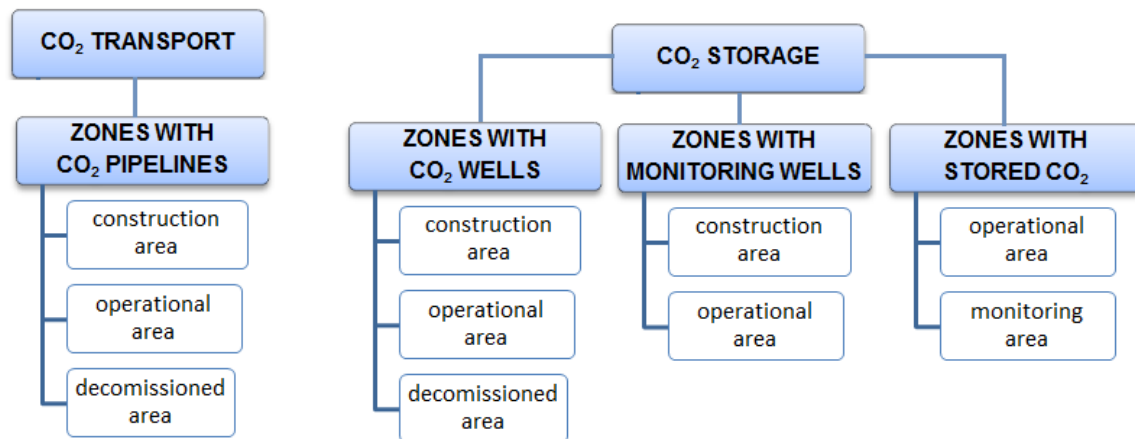 CO₂ TRANSPORT
ZONES WITH
CO₂ PIPELINES
construction
area
operational
area
decomissioned
area
CO₂ STORAGE
ZONES WITH
CO₂ WELLS
construction
area
operational
area
decomissioned
area
ZONES WITH
MONITORING WELLS
construction
area
operational
area
ZONES WITH
STORED CO₂
operational
area
monitoring
area